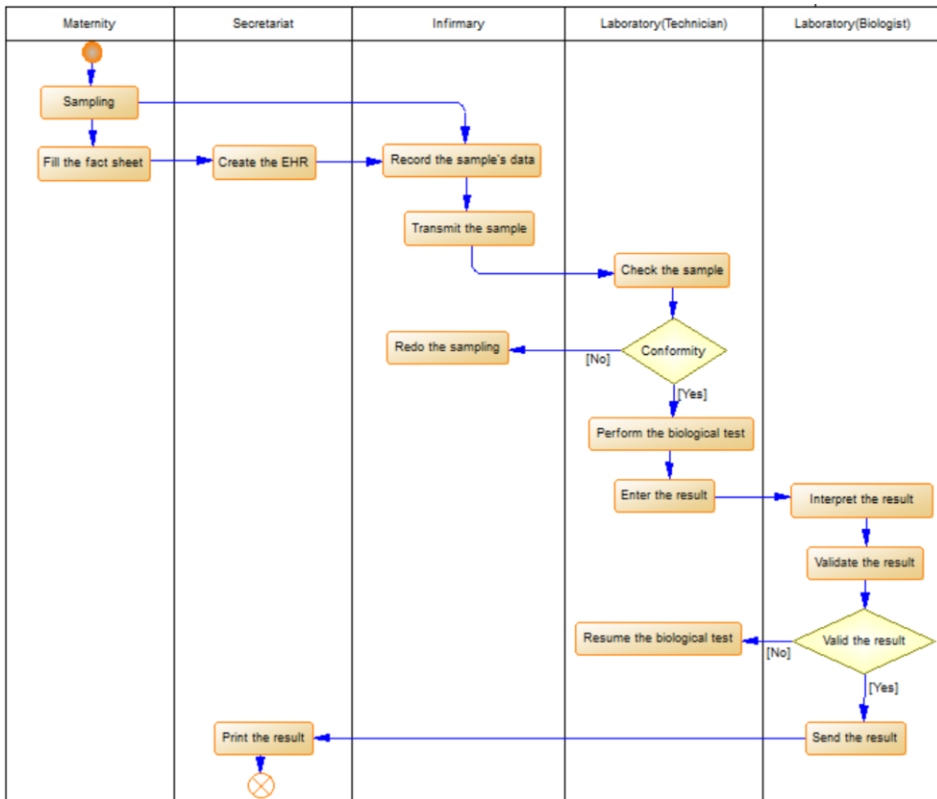 Maternity
Secretariat
Infirmary
Laboratory(Technician)
Laboratory(Biologist)
Sampling
Fill the fact sheet
Create the EHR
Record the sample's data
Transmit the sample
Check the sample
Redo the sampling
Conformity
[No]
[Yes]
Perform the biological test
Enter the result
Interpret the result
Validate the result
Resume the biological test
Valid the result
[No]
[Yes]
Print the result
Send the result